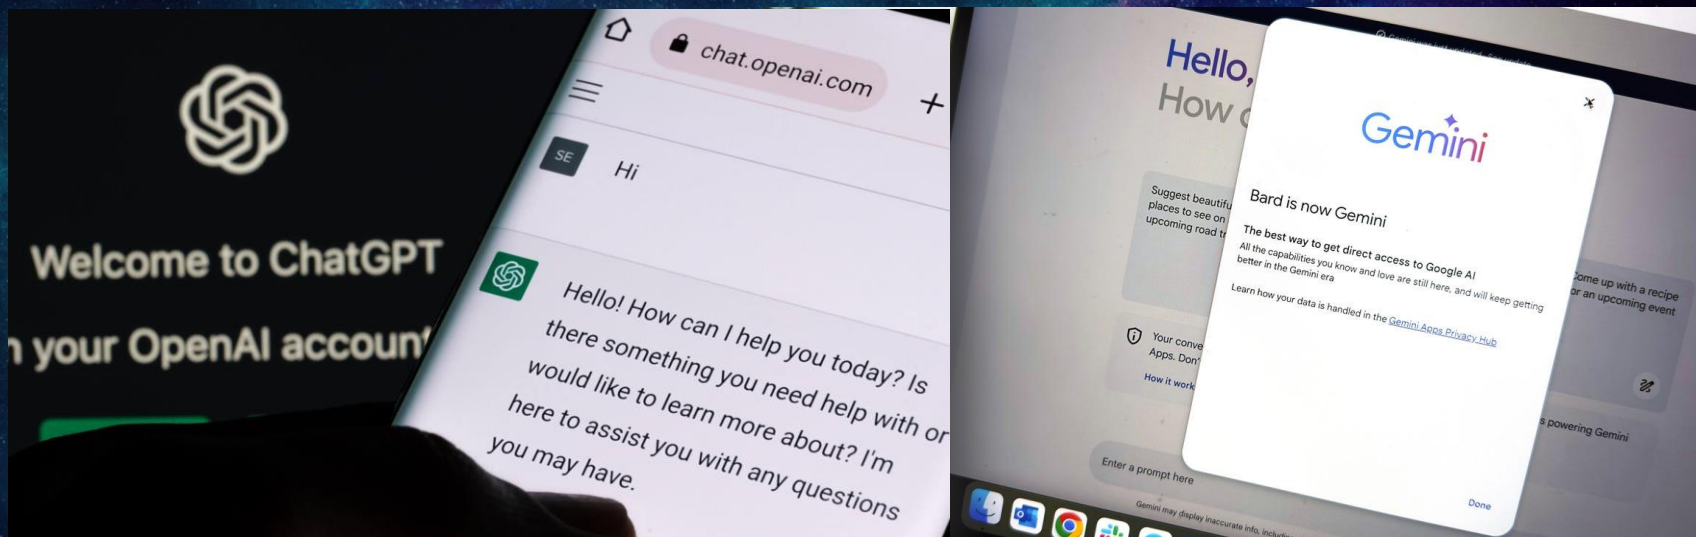 Welcome to ChatGPT
your OpenAI account
chat.openai.com
SE
Hi
Hello! How can I help you today? Is
there something you need help with or
would like to learn more about? I'm
here to assist you with any questions
you may have.
Hello,
How
Suggest beautifu
places to see on
upcoming road tr
Your conve
Apps. Don'
How it work
Enter a prompt here
Gemini may display inaccurate info, includin
Gemini
Bard is now Gemini
The best way to get direct access to Google AI
All the capabilities you know and love are still here, and will keep getting
better in the Gemini era
Learn how your data is handled in the Gemini Apps Privacy Hub
Done
Come up with a recipe
or an upcoming event
s powering Gemini